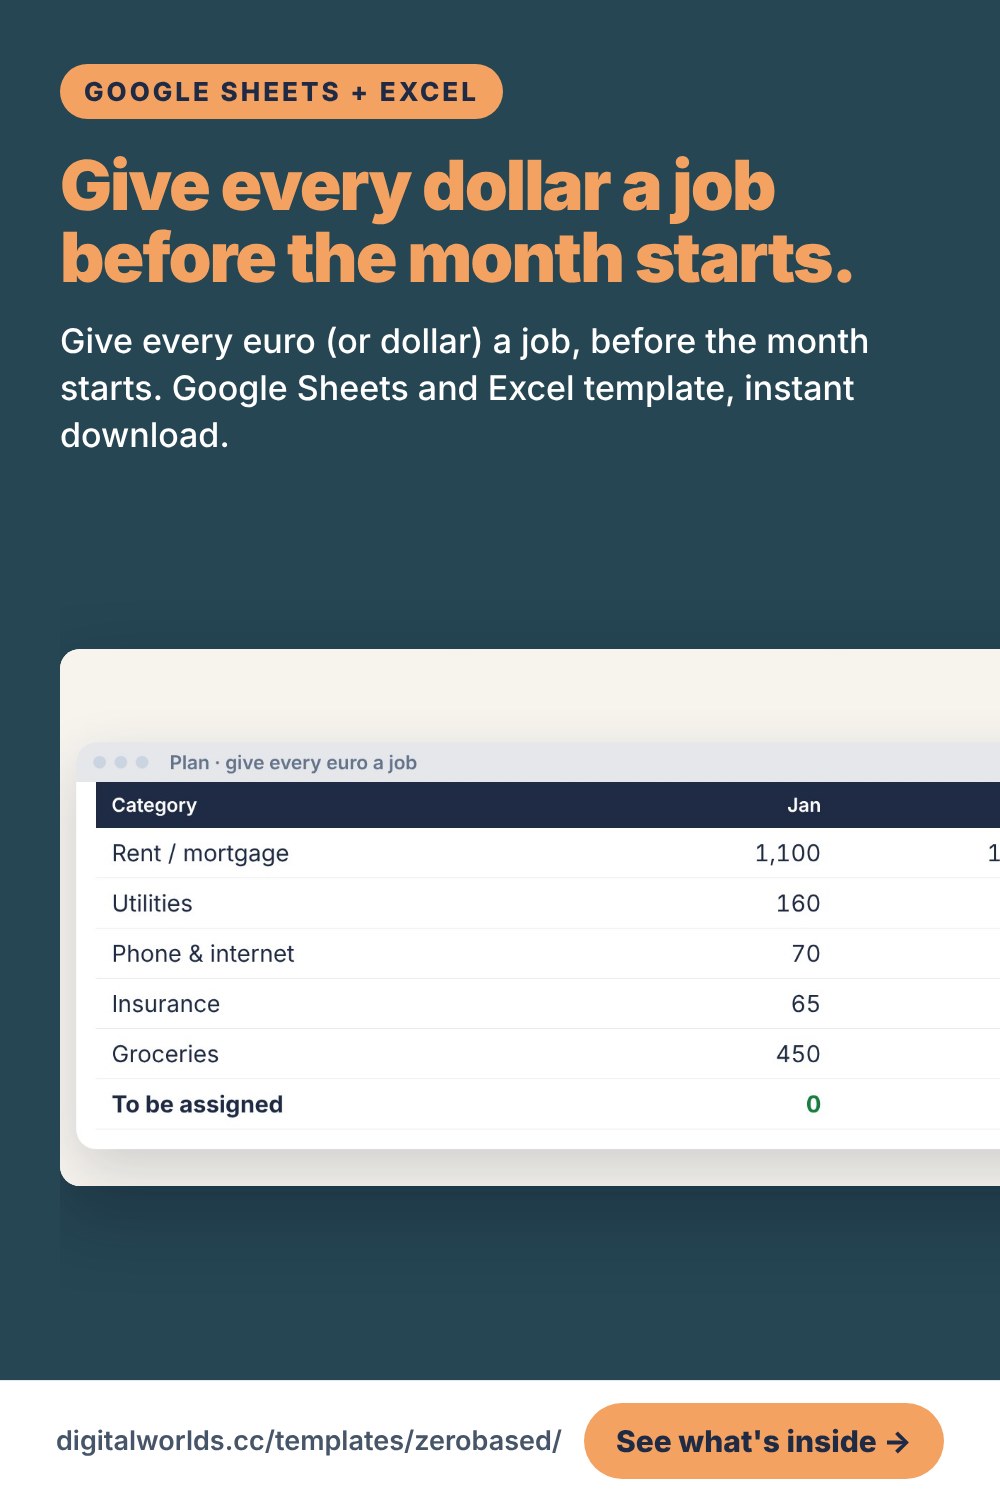 GOOGLE SHEETS + EXCEL
Give every dollar a job
before the month starts.
Give every euro (or dollar) a job, before the month
starts. Google Sheets and Excel template, instant
download.
Plan · give every euro a job
Category Jan
Rent / mortgage 1,100 1
Utilities 160
Phone & internet 70
Insurance 65
Groceries 450
To be assigned 0
digitalworlds.cc/templates/zerobased/ See what's inside →